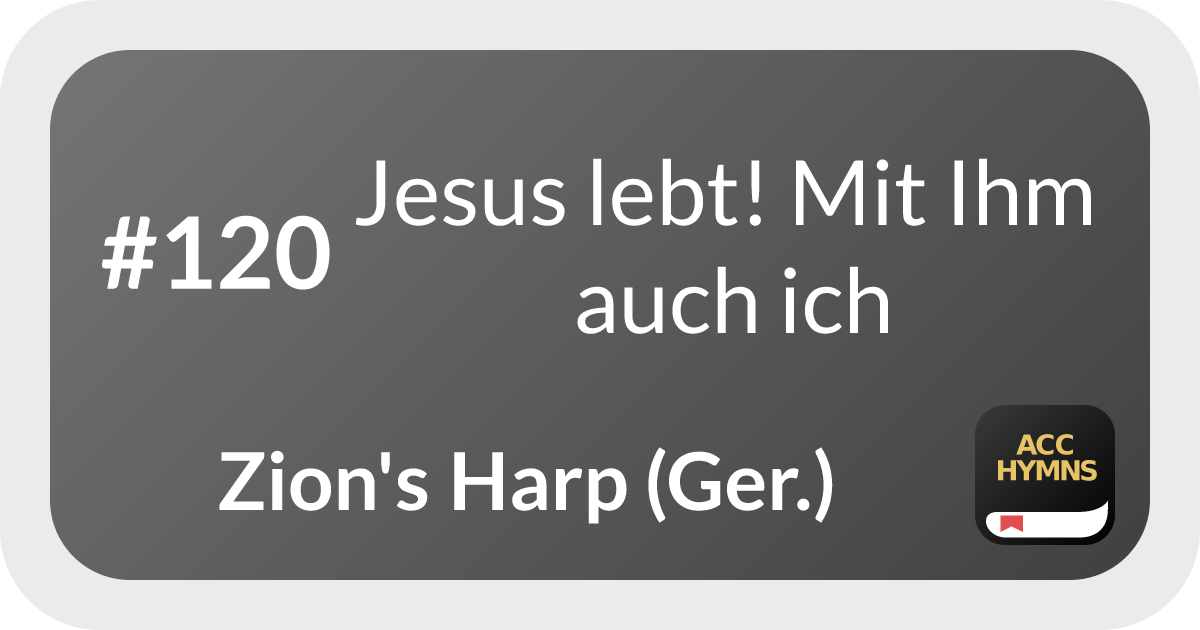 #120
Jesus lebt! Mit Ihm
auch ich
Zion's Harp (Ger.)
ACC
HYMNS